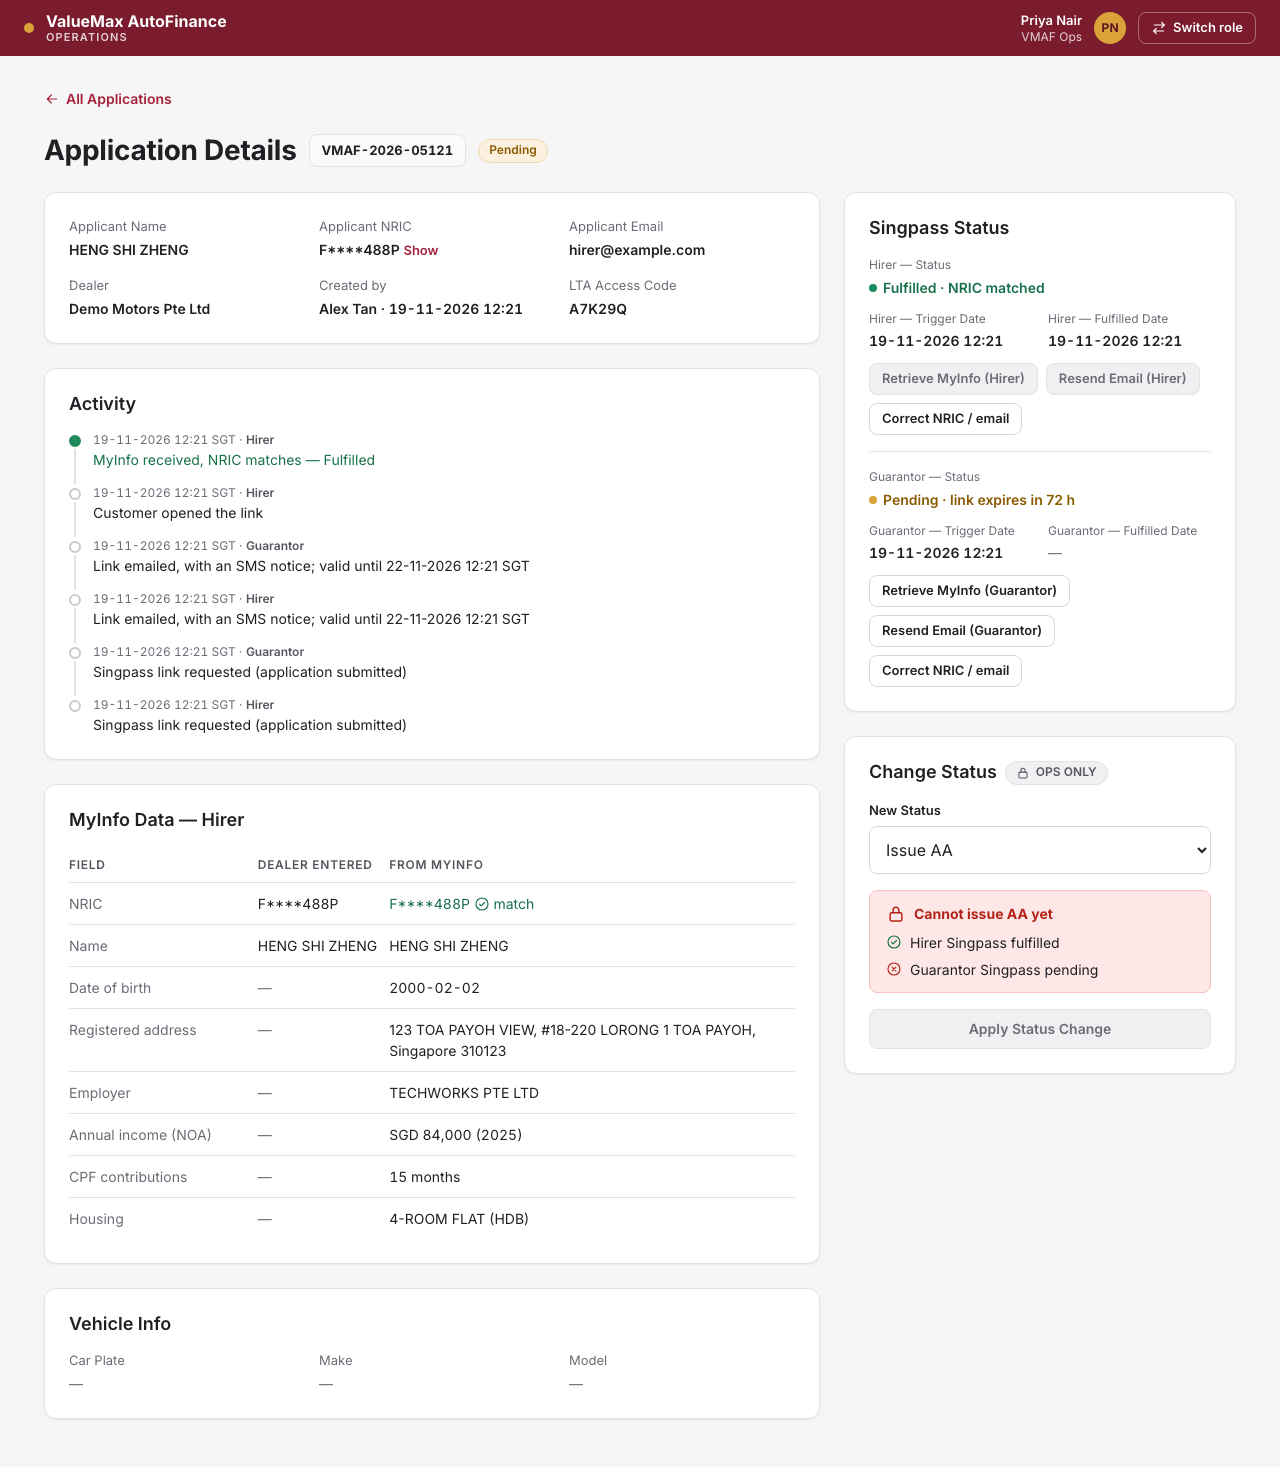 ValueMax AutoFinance
OPERATIONS
Priya Nair
VMAF Ops
PN
Switch role
All Applications
Application Details
VMAF-2026-05121
Pending
Applicant Name
HENG SHI ZHENG
Applicant NRIC
F****488P Show
Applicant Email
hirer@example.com
Dealer
Demo Motors Pte Ltd
Created by
Alex Tan · 19-11-2026 12:21
LTA Access Code
A7K29Q
Activity
19-11-2026 12:21 SGT · Hirer
MyInfo received, NRIC matches — Fulfilled
19-11-2026 12:21 SGT · Hirer
Customer opened the link
19-11-2026 12:21 SGT · Guarantor
Link emailed, with an SMS notice; valid until 22-11-2026 12:21 SGT
19-11-2026 12:21 SGT · Hirer
Link emailed, with an SMS notice; valid until 22-11-2026 12:21 SGT
19-11-2026 12:21 SGT · Guarantor
Singpass link requested (application submitted)
19-11-2026 12:21 SGT · Hirer
Singpass link requested (application submitted)
MyInfo Data — Hirer
FIELD DEALER ENTERED FROM MYINFO
NRIC F****488P F****488P match
Name HENG SHI ZHENG HENG SHI ZHENG
Date of birth — 2000-02-02
Registered address — 123 TOA PAYOH VIEW, #18-220 LORONG 1 TOA PAYOH,
Singapore 310123
Employer — TECHWORKS PTE LTD
Annual income (NOA) — SGD 84,000 (2025)
CPF contributions — 15 months
Housing — 4-ROOM FLAT (HDB)
Vehicle Info
Car Plate Make Model
— — —
Singpass Status
Hirer — Status
Fulfilled · NRIC matched
Hirer — Trigger Date
19-11-2026 12:21
Hirer — Fulfilled Date
19-11-2026 12:21
Retrieve MyInfo (Hirer)
Resend Email (Hirer)
Correct NRIC / email
Guarantor — Status
Pending · link expires in 72 h
Guarantor — Trigger Date
19-11-2026 12:21
Guarantor — Fulfilled Date
—
Retrieve MyInfo (Guarantor)
Resend Email (Guarantor)
Correct NRIC / email
Change Status
OPS ONLY
New Status
Issue AA
Cannot issue AA yet
Hirer Singpass fulfilled
Guarantor Singpass pending
Apply Status Change